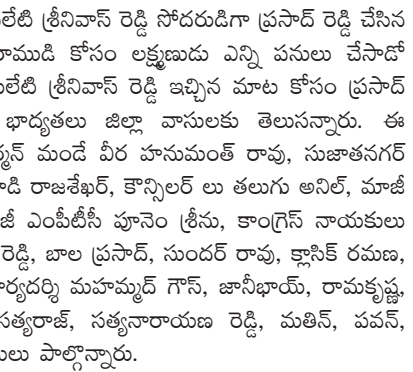 లేటి శ్రీనివాస్ రెడ్డి సోదరుడిగా ప్రసాద్ రెడ్డి చేసిన
రాముడి కోసం లక్ష్మణుడు ఎన్ని పనులు చేసాడో
లేటి శ్రీనివాస్ రెడ్డి ఇచ్చిన మాట కోసం ప్రసాద్
భాద్యతలు జిల్లా వాసులకు తెలుసన్నారు. ఈ
ర్మన్ మండే వీర హనుమంత్ రావు, సుజాతనగర్
డి రాజశేఖర్, కౌన్సిలర్ లు తలుగు అనిల్, మాజీ
జీ ఎంపీటీసీ పూనెం శ్రీను, కాంగ్రెస్ నాయకులు
రెడ్డి, బాల ప్రసాద్, సుందర్ రావు, క్లాసిక్ రమణ,
ర్యదర్శి మహమ్మద్ గౌస్, జానీభాయ్, రామకృష్ణ,
సత్యరాజ్, సత్యనారాయణ రెడ్డి, మతిన్, పవన్,
లు పాల్గొన్నారు.